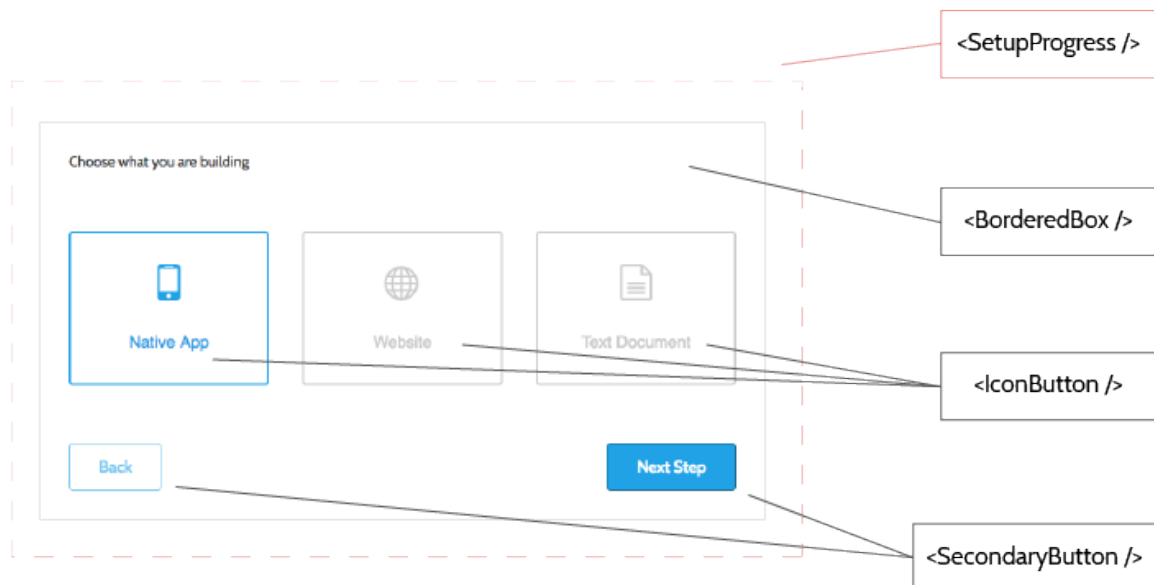 <SetupProgress />
Choose what you are building
<BorderedBox />
Native App
Website
Text Document
<IconButton />
Back
Next Step
<SecondaryButton />